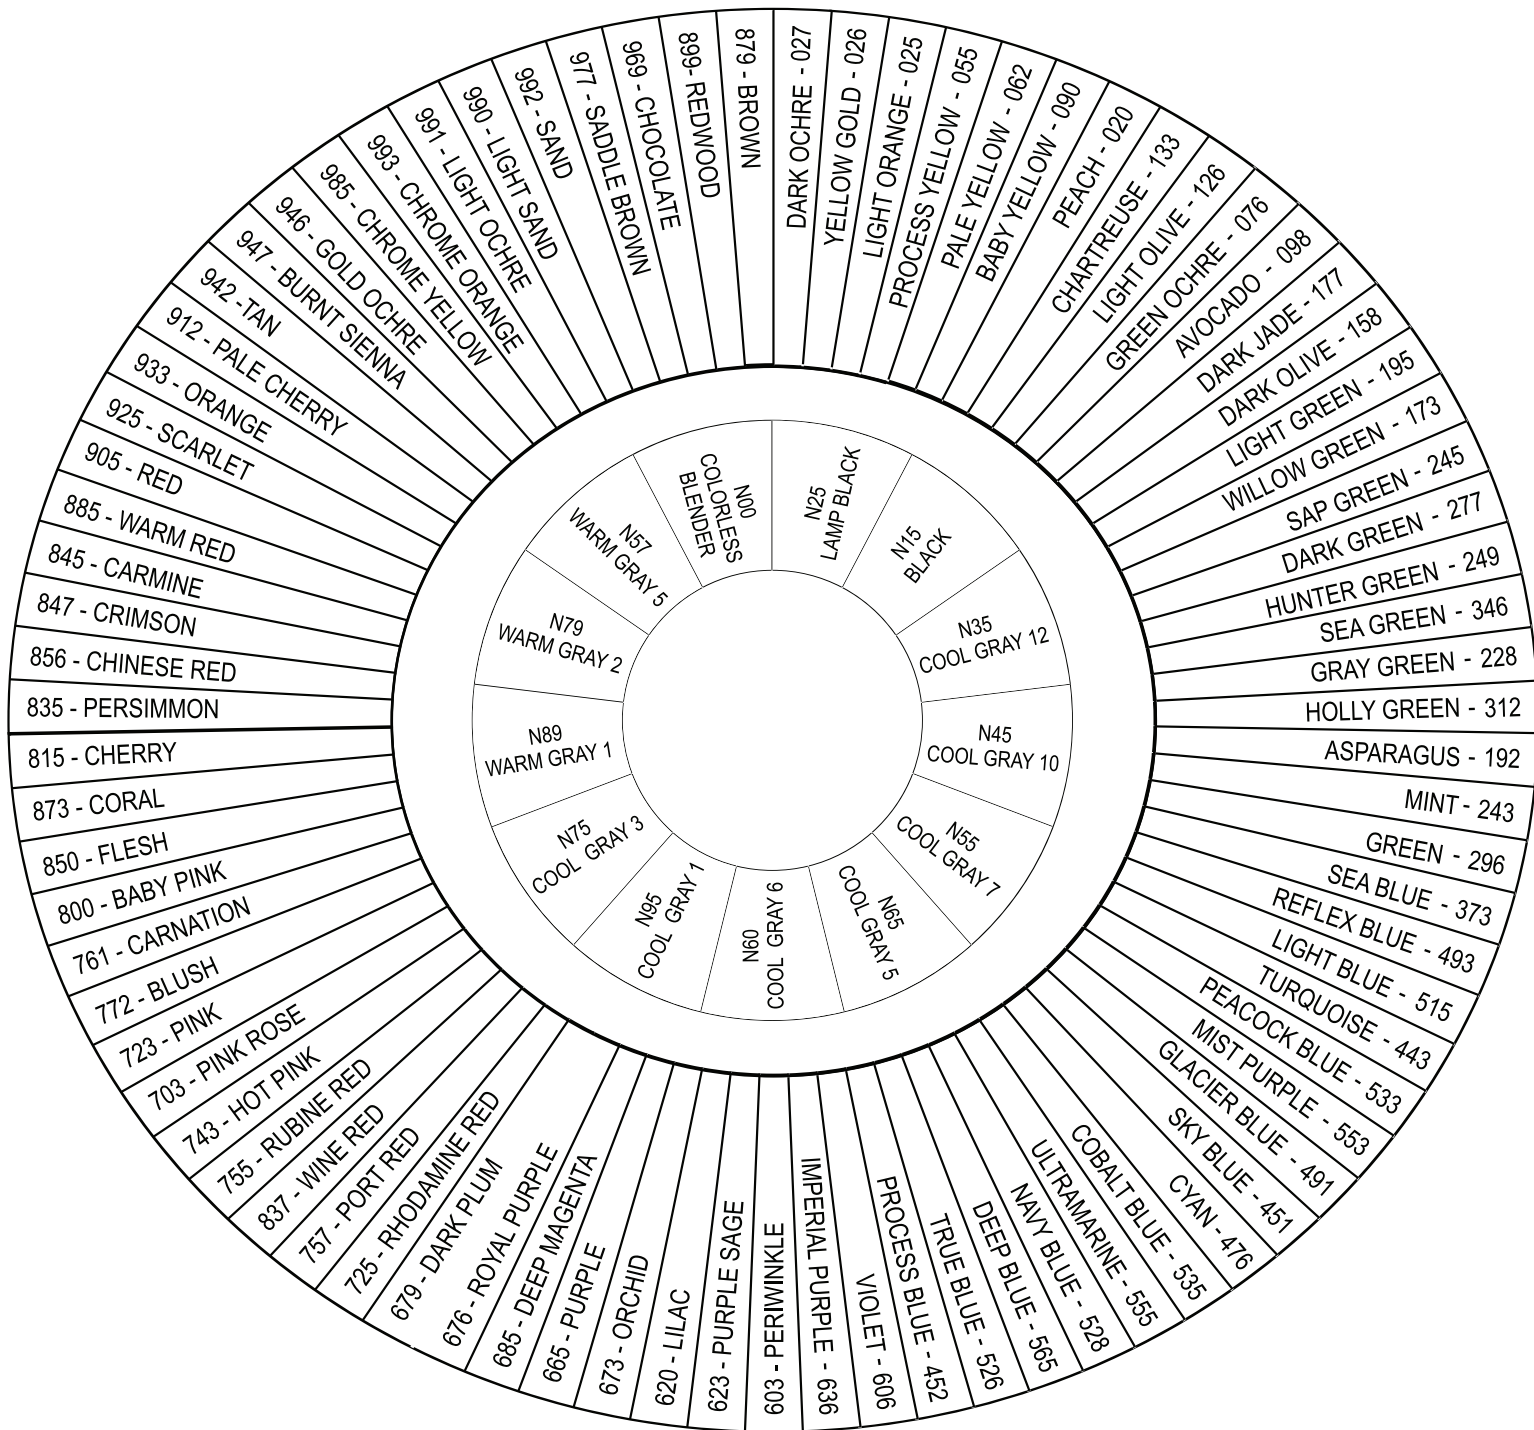 DARK OCHRE - 027
YELLOW GOLD - 026
LIGHT ORANGE - 025
PROCESS YELLOW - 055
PALE YELLOW - 062
BABY YELLOW - 090
PEACH - 020
CHARTREUSE - 133
LIGHT OLIVE - 126
GREEN OCHRE - 076
AVOCADO - 098
DARK JADE - 177
DARK OLIVE - 158
LIGHT GREEN - 195
WILLOW GREEN - 173
SAP GREEN - 245
DARK GREEN - 277
HUNTER GREEN - 249
SEA GREEN - 346
GRAY GREEN - 228
HOLLY GREEN - 312
ASPARAGUS - 192
MINT - 243
GREEN - 296
SEA BLUE - 373
REFLEX BLUE - 493
LIGHT BLUE - 515
TURQUOISE - 443
PEACOCK BLUE - 533
MIST PURPLE - 553
GLACIER BLUE - 491
SKY BLUE - 451
CYAN - 476
COBALT BLUE - 535
ULTRAMARINE - 555
NAVY BLUE - 528
DEEP BLUE - 565
TRUE BLUE - 526
PROCESS BLUE - 452
VIOLET - 606
IMPERIAL PURPLE - 636
603 - PERIWINKLE
623 - PURPLE SAGE
620 - LILAC
673 - ORCHID
665 - PURPLE
685 - DEEP MAGENTA
676 - ROYAL PURPLE
679 - DARK PLUM
725 - RHODAMINE RED
757 - PORT RED
837 - WINE RED
755 - RUBINE RED
743 - HOT PINK
703 - PINK ROSE
723 - PINK
772 - BLUSH
761 - CARNATION
800 - BABY PINK
850 - FLESH
873 - CORAL
815 - CHERRY
835 - PERSIMMON
856 - CHINESE RED
847 - CRIMSON
845 - CARMINE
885 - WARM RED
905 - RED
925 - SCARLET
933 - ORANGE
912 - PALE CHERRY
942 -TAN
947 - BURNT SIENNA
946 - GOLD OCHRE
985 - CHROME YELLOW
993 - CHROME ORANGE
991 - LIGHT OCHRE
990 - LIGHT SAND
992 - SAND
977 - SADDLE BROWN
969 - CHOCOLATE
899- REDWOOD
879 - BROWN
N25
LAMP BLACK
N15
BLACK
N35
COOL GRAY 12
N45
COOL GRAY 10
N55
COOL GRAY 7
N65
COOL GRAY 5
N60
COOL GRAY 6
N95
COOL GRAY 1
N75
COOL GRAY 3
N89
WARM GRAY 1
N79
WARM GRAY 2
N57
WARM GRAY 5
N00
COLORLESS
BLENDER